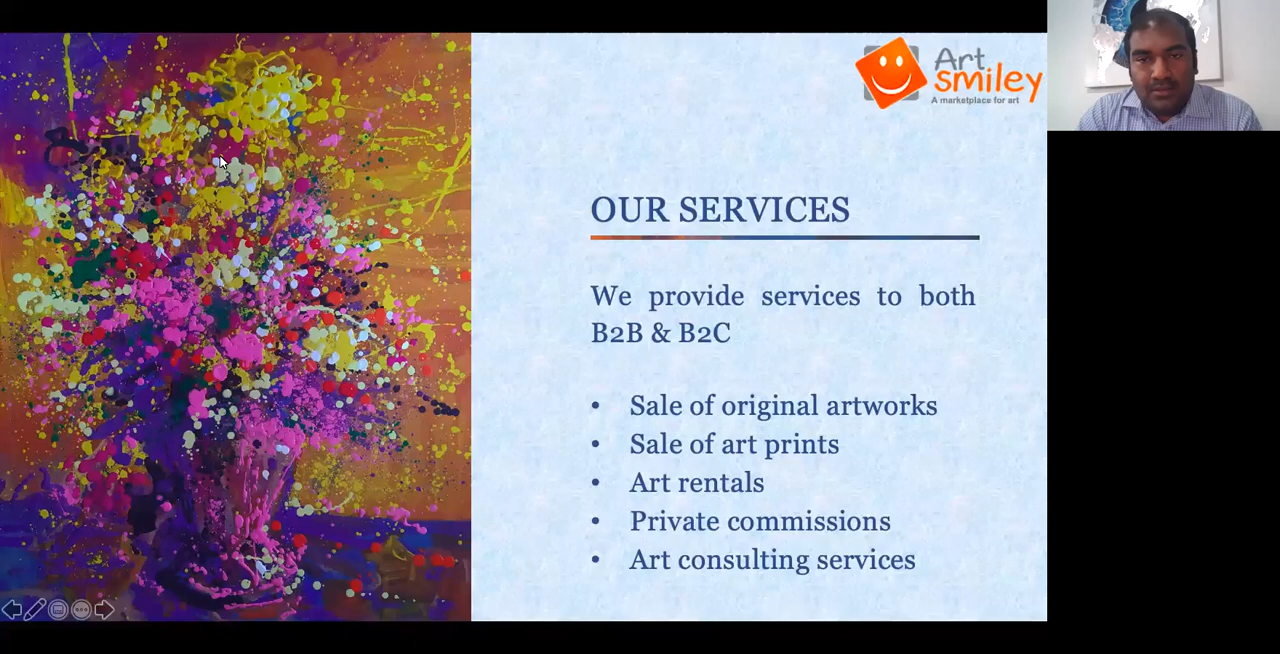 Art
smiley
A marketplace for art
OUR SERVICES
We provide services to both
B2B & B2C
• Sale of original artworks
• Sale of art prints
• Art rentals
• Private commissions
• Art consulting services